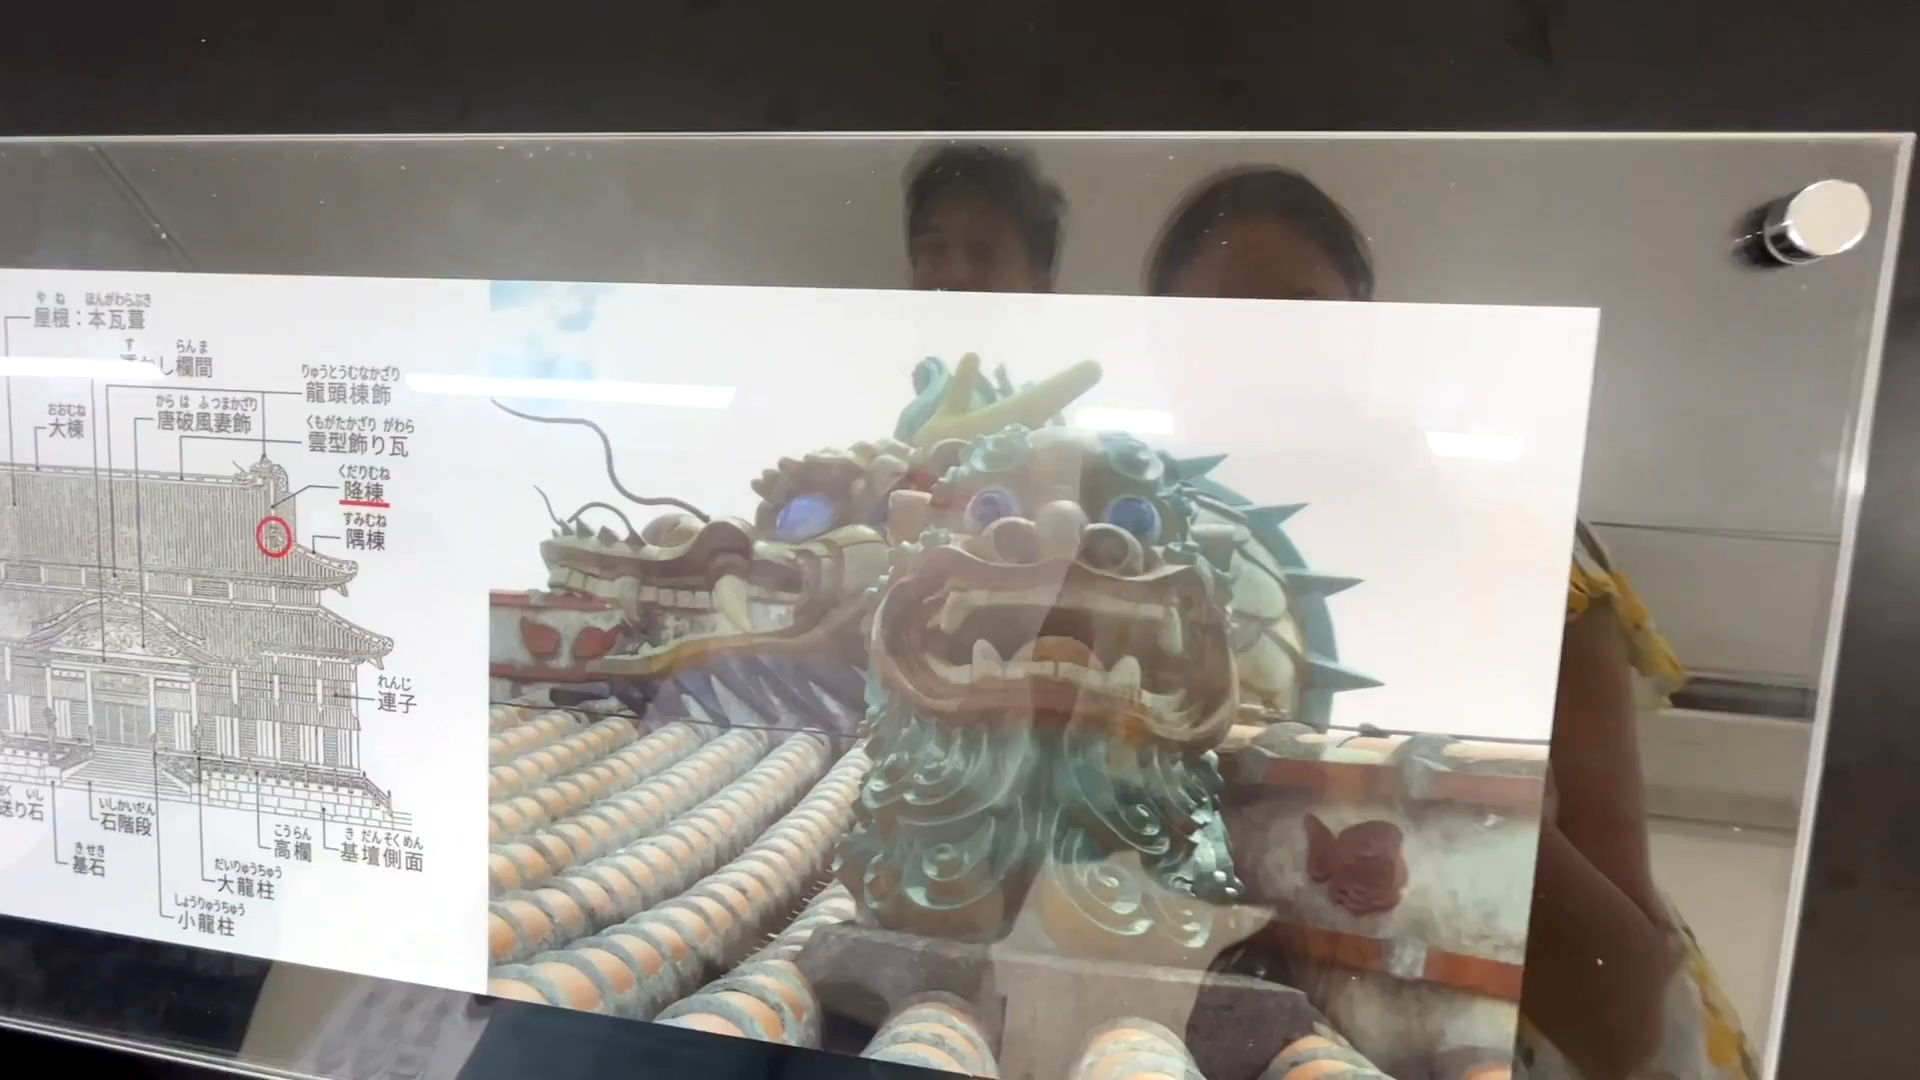 やね ほんがわらぶき
屋根：本瓦葺
す らんま
し欄間
りゅうとうむなかざり
龍頭棟飾
から は ふ つまかざり
唐破風妻飾
おおむね
大棟
くもがたかざり がわら
雲型飾り瓦
くだりむね
降棟
すみむね
隅棟
れんじ
連子
いし
送り石
いしかいだん
石階段
こうらん
高欄
き だんそくめん
基壇側面
きせき
基石
だいりゅうちゅう
大龍柱
しょうりゅうちゅう
小龍柱